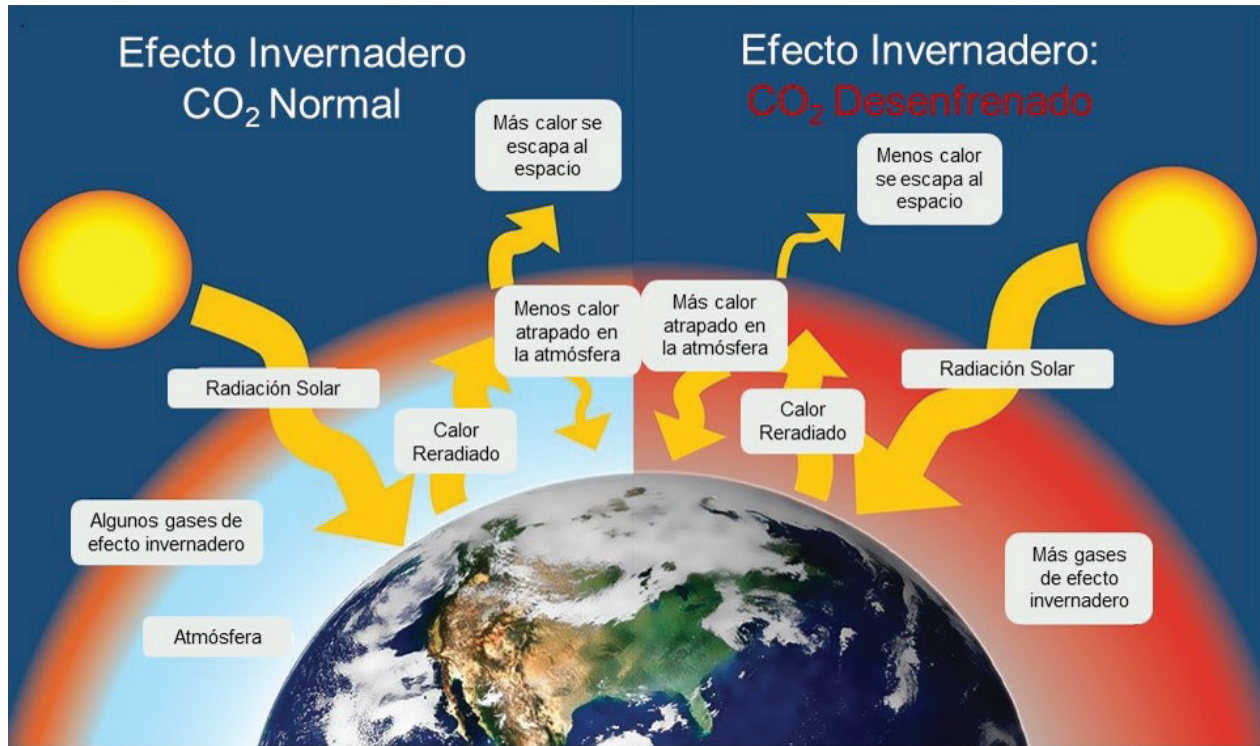 Efecto Invernadero
CO₂ Normal
Efecto Invernadero:
CO₂ Desenfrenado
Más calor se
escapa al
espacio
Menos calor
se escapa al
espacio
Menos calor
atrapado en
la atmósfera
Más calor
atrapado en
la atmósfera
Radiación Solar
Radiación Solar
Calor
Reradiado
Calor
Reradiado
Algunos gases de
efecto invernadero
Más gases
de efecto
invernadero
Atmósfera